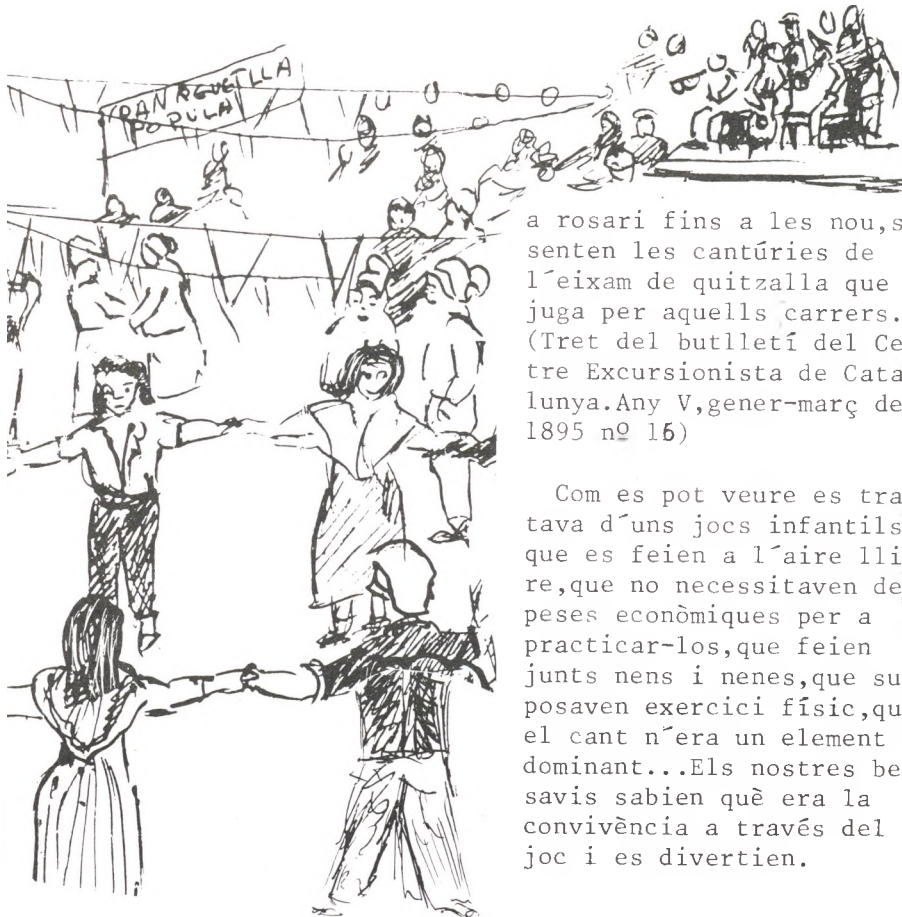 PAN REUETLLA
POPULA
a rosari fins a les nou,s
senten les cantúries de
l´eixam de quitzalla que
juga per aquells carrers.
(Tret del butlletí del Ce
tre Excursionista de Cata
lunya.Any V,gener-març de
1895 nº 16)
Com es pot veure es tra
tava d´uns jocs infantils
que es feien a l´aire lli
re,que no necessitaven de
peses econòmiques per a
practicar-los,que feien
junts nens i nenes,que su
posaven exercici físic,qu
el cant n´era un element
dominant...Els nostres be
savis sabien què era la
convivència a través del
joc i es divertien.